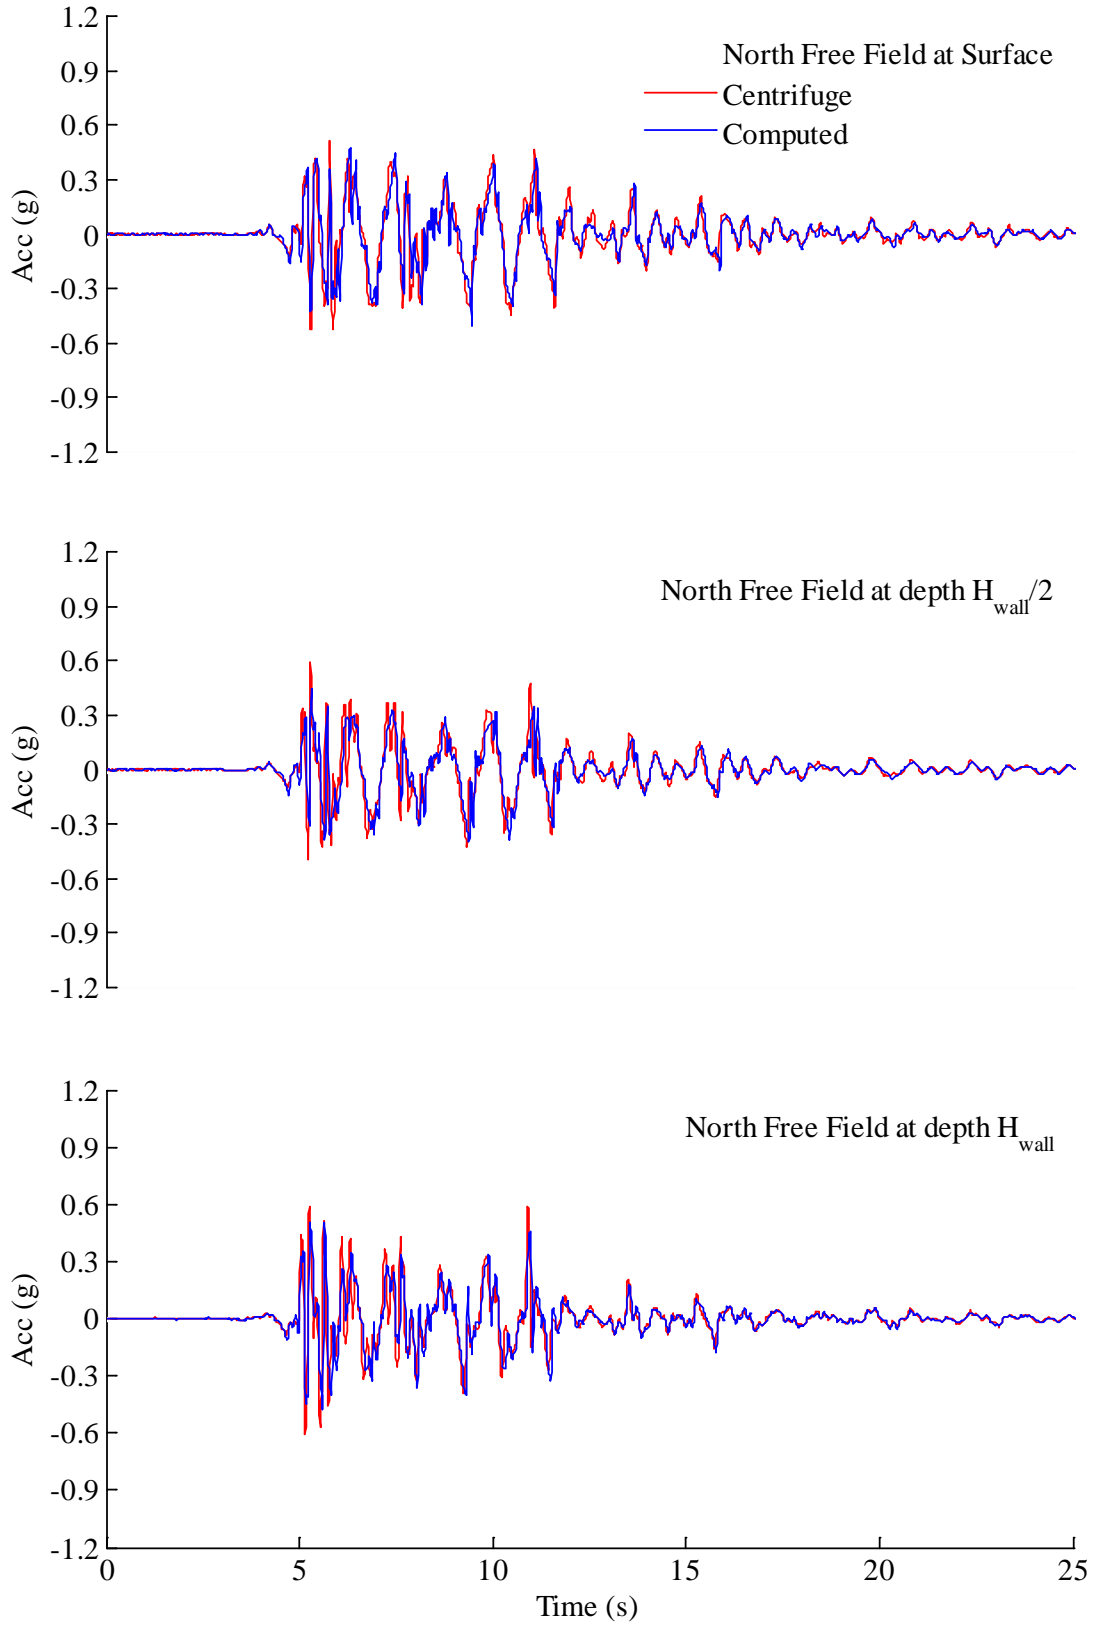 1.2
North Free Field at Surface
0.9
Centrifuge
0.6
Computed
0.3
0
-0.3
-0.6
-0.9
-1.2
Acc (g)
1.2
North Free Field at depth H_wall/2
0.9
0.6
0.3
0
-0.3
-0.6
-0.9
-1.2
Acc (g)
1.2
North Free Field at depth H_wall
0.9
0.6
0.3
0
-0.3
-0.6
-0.9
-1.2
Acc (g)
0 5 10 15 20 25
Time (s)